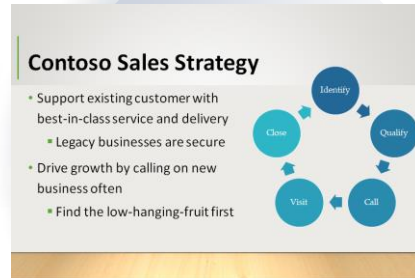 Contoso Sales Strategy
• Support existing customer with
best-in-class service and delivery
▪ Legacy businesses are secure
• Drive growth by calling on new
business often
▪ Find the low-hanging-fruit first
Identify
Qualify
Call
Visit
Close